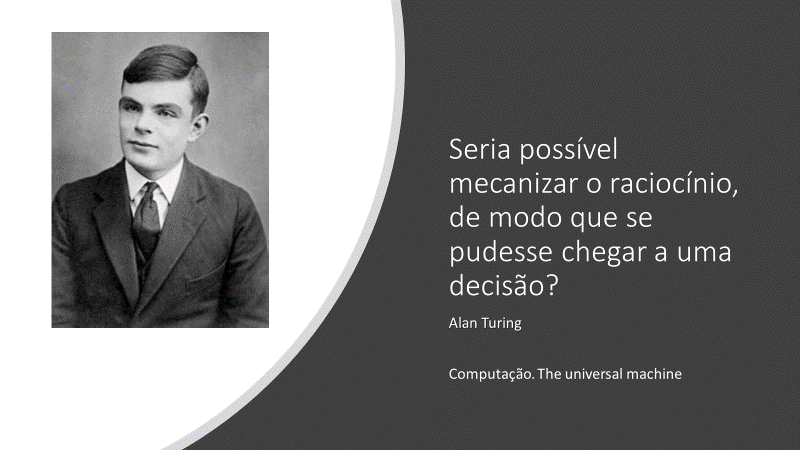 Seria possível
mecanizar o raciocínio,
de modo que se
pudesse chegar a uma
decisão?
Alan Turing
Computação. The universal machine